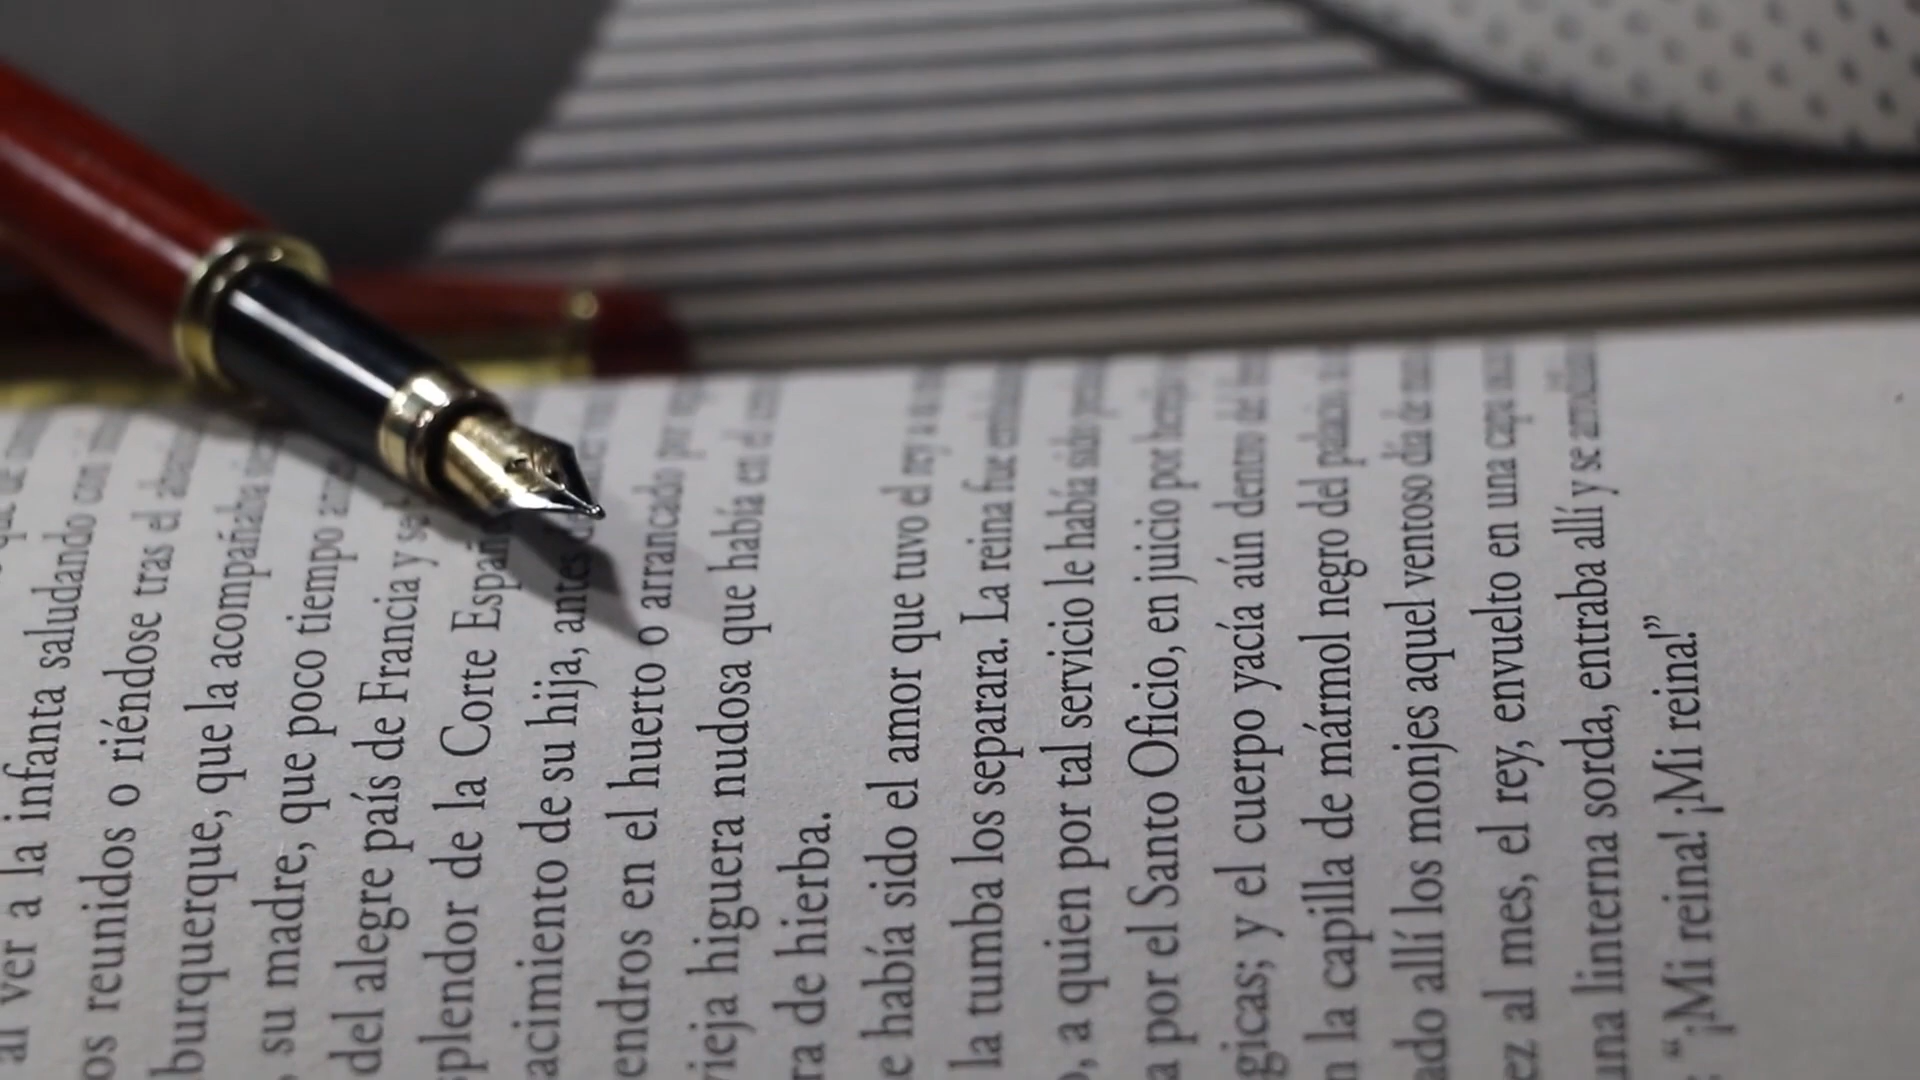 al ver a la infanta saludando con
os reunidos o riéndose tras el
burquerque, que la acompañaba
su madre, que poco tiempo
del alegre país de Francia y se
splendor de la Corte Españ
acimiento de su hija, antes
endros en el huerto o arrancado por
vieja higuera nudosa que había en el
ra de hierba.
e había sido el amor que tuvo el rey a su
la tumba los separara. La reina fue
o, a quien por tal servicio le había sido
a por el Santo Oficio, en juicio por
gicas; y el cuerpo yacía aún dentro del
n la capilla de mármol negro del palacio,
ado allí los monjes aquel ventoso día de
ez al mes, el rey, envuelto en una capa
una linterna sorda, entraba allí y se
: “¡Mi reina! ¡Mi reina!”